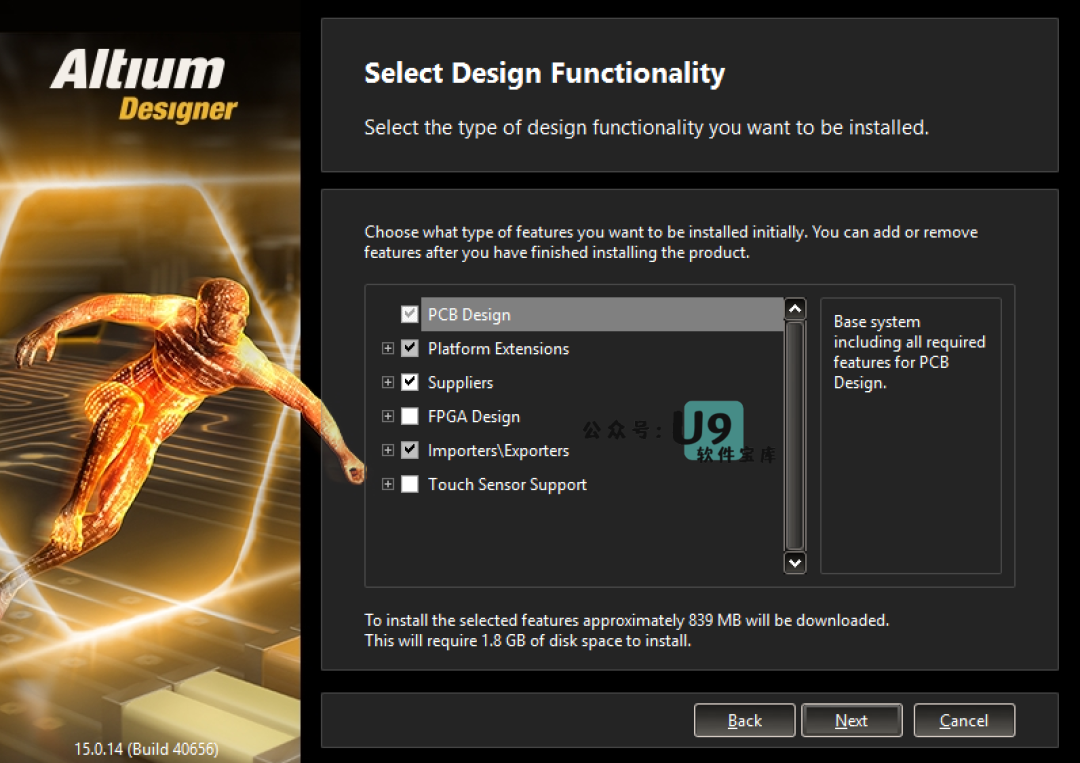 Altium
Designer
Select Design Functionality
Select the type of design functionality you want to be installed.
Choose what type of features you want to be installed initially. You can add or remove
features after you have finished installing the product.
PCB Design
Platform Extensions
Suppliers
FPGA Design
Importers\Exporters
Touch Sensor Support
Base system
including all required
features for PCB
Design.
公众号:
U9
软件宝库
To install the selected features approximately 839 MB will be downloaded.
This will require 1.8 GB of disk space to install.
Back
Next
Cancel
15.0.14 (Build 40656)